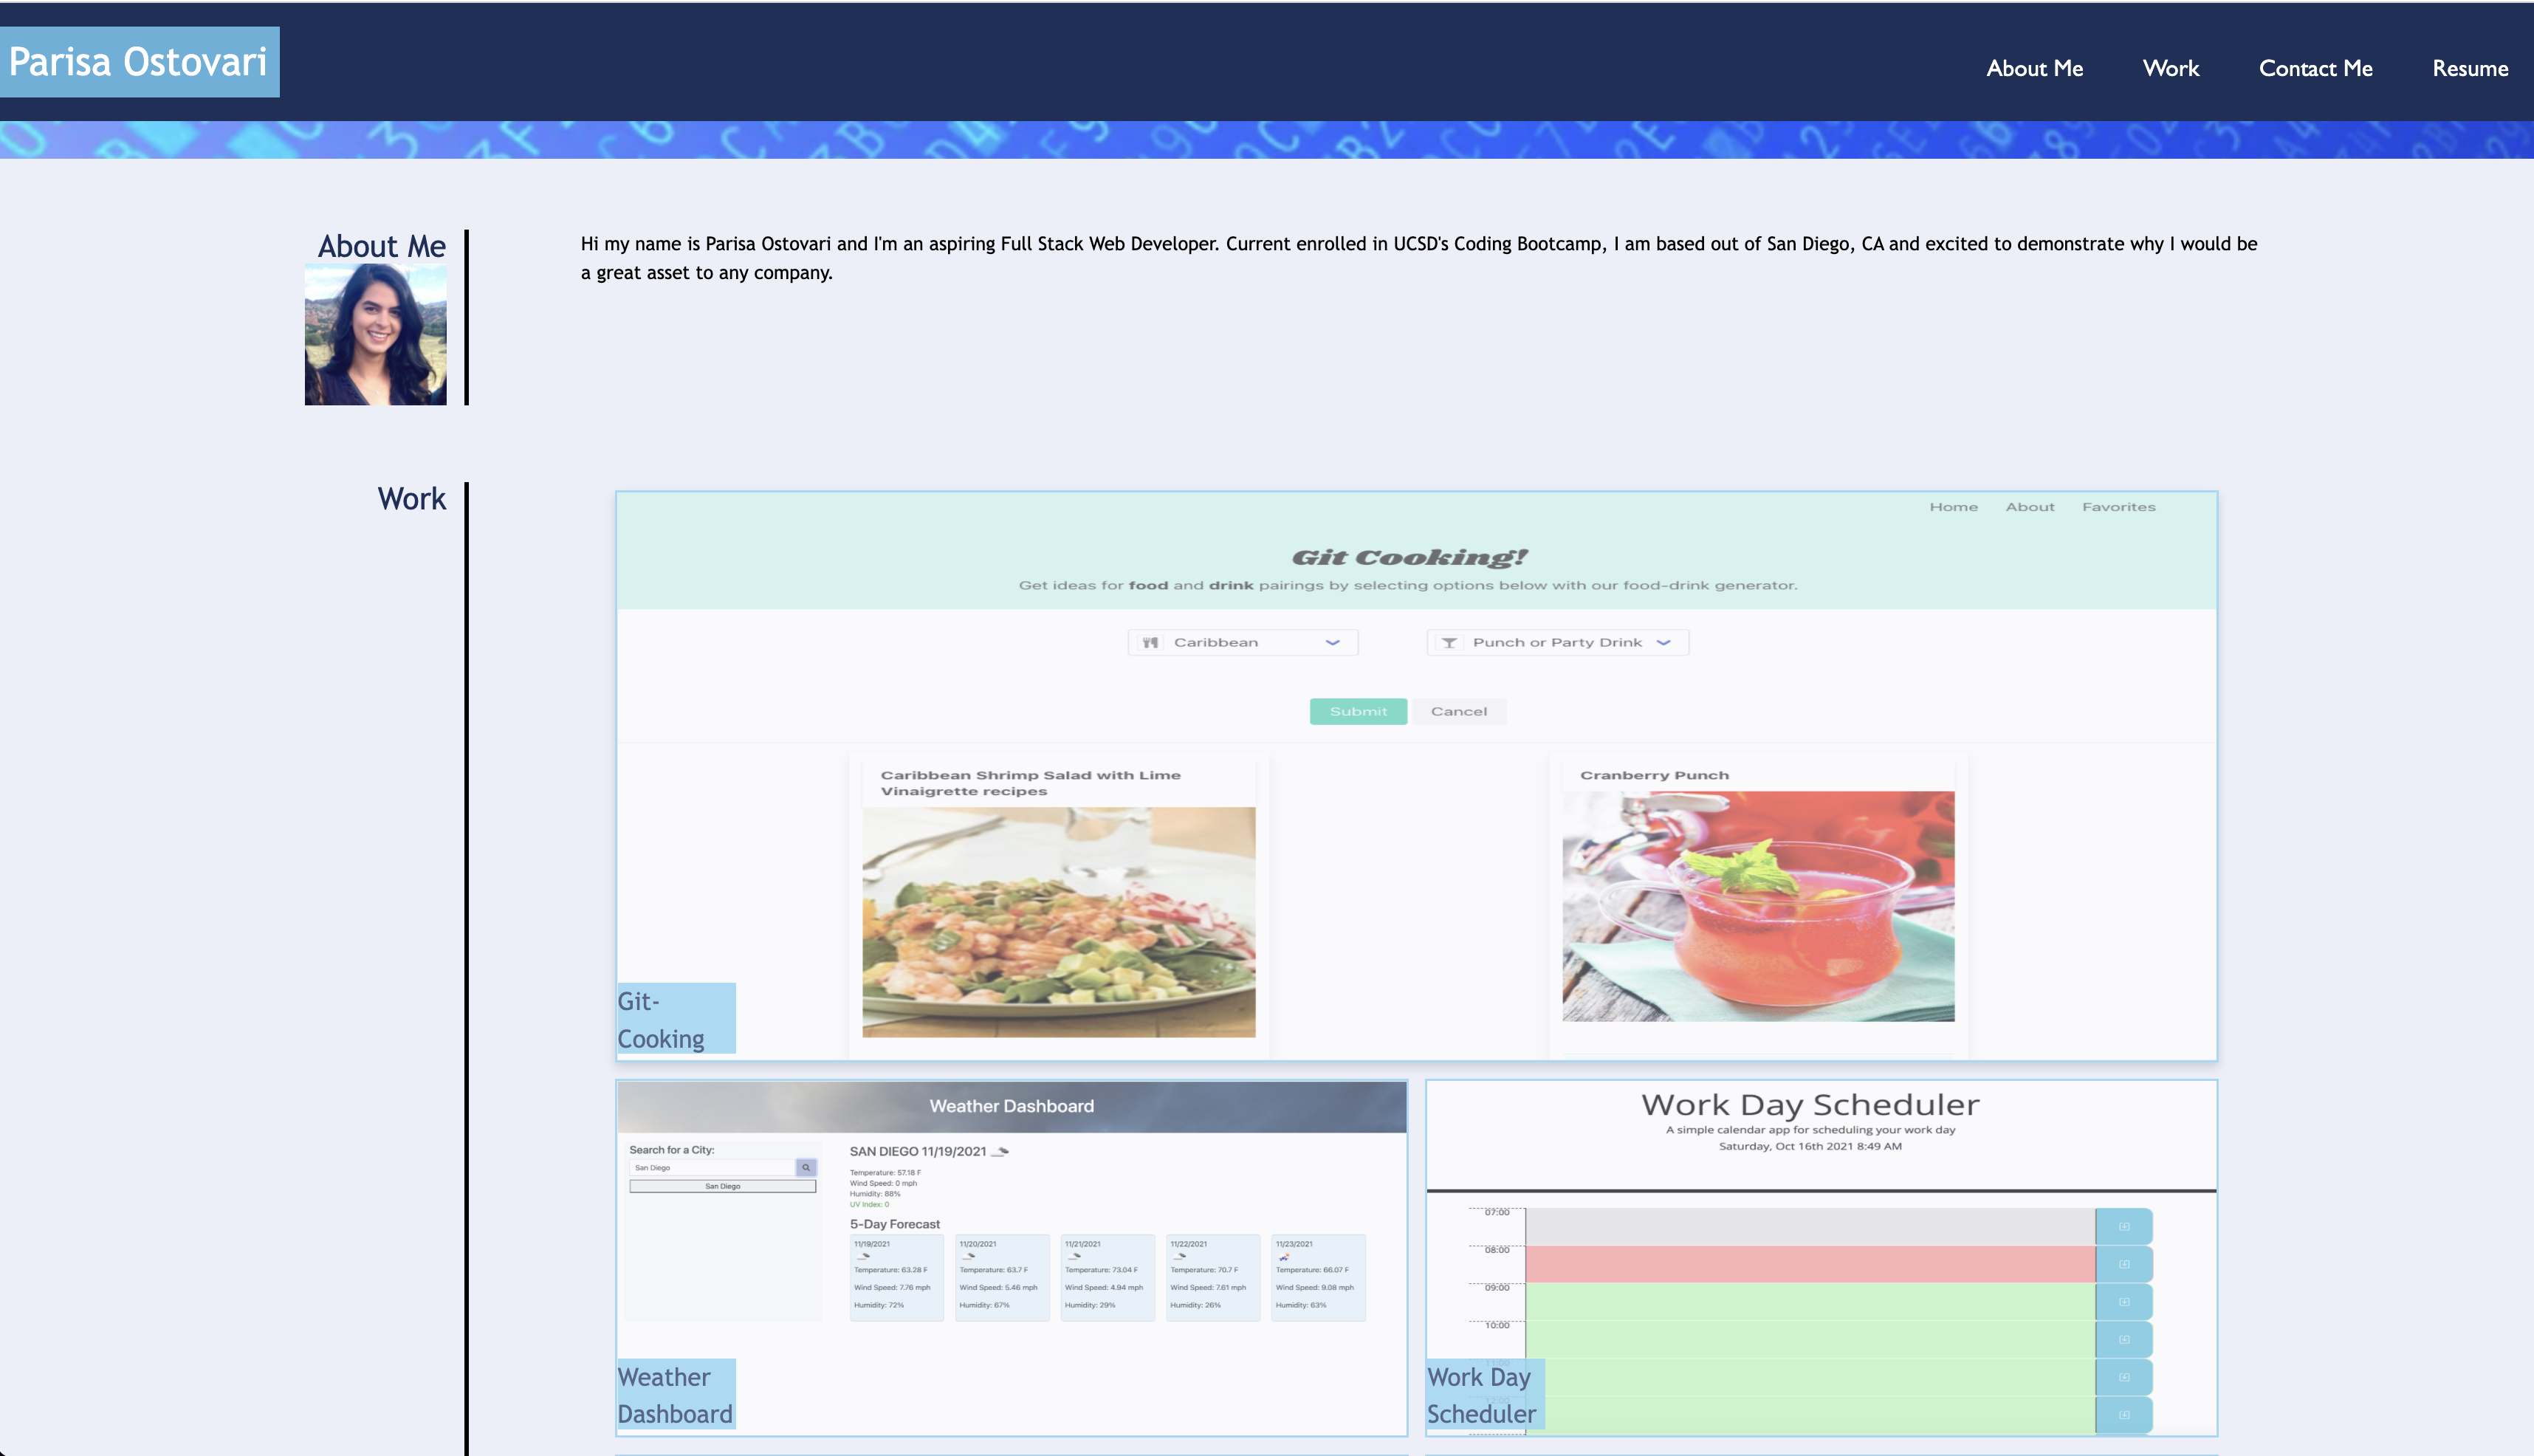 Parisa Ostovari
About Me
Work
Contact Me
Resume
About Me
Hi my name is Parisa Ostovari and I'm an aspiring Full Stack Web Developer. Current enrolled in UCSD's Coding Bootcamp, I am based out of San Diego, CA and excited to demonstrate why I would be
a great asset to any company.
Work
Home About Favorites
Git Cooking!
Get ideas for food and drink pairings by selecting options below with our food-drink generator.
Caribbean
Punch or Party Drink
Submit
Cancel
Caribbean Shrimp Salad with Lime
Vinaigrette recipes
Cranberry Punch
Git-
Cooking
Weather Dashboard
Search for a City:
San Diego
San Diego
SAN DIEGO 11/19/2021
Temperature: 57.18 F
Wind Speed: 0 mph
Humidity: 88%
UV Index: 0
5-Day Forecast
11/19/2021
Temperature: 63.28 F
Wind Speed: 7.76 mph
Humidity: 72%
11/20/2021
Temperature: 63.7 F
Wind Speed: 5.46 mph
Humidity: 67%
11/21/2021
Temperature: 73.04 F
Wind Speed: 4.94 mph
Humidity: 29%
11/22/2021
Temperature: 70.7 F
Wind Speed: 7.61 mph
Humidity: 26%
11/23/2021
Temperature: 66.07 F
Wind Speed: 9.08 mph
Humidity: 63%
Weather
Dashboard
Work Day Scheduler
A simple calendar app for scheduling your work day
Saturday, Oct 16th 2021 8:49 AM
07:00
08:00
09:00
10:00
Work Day
Scheduler